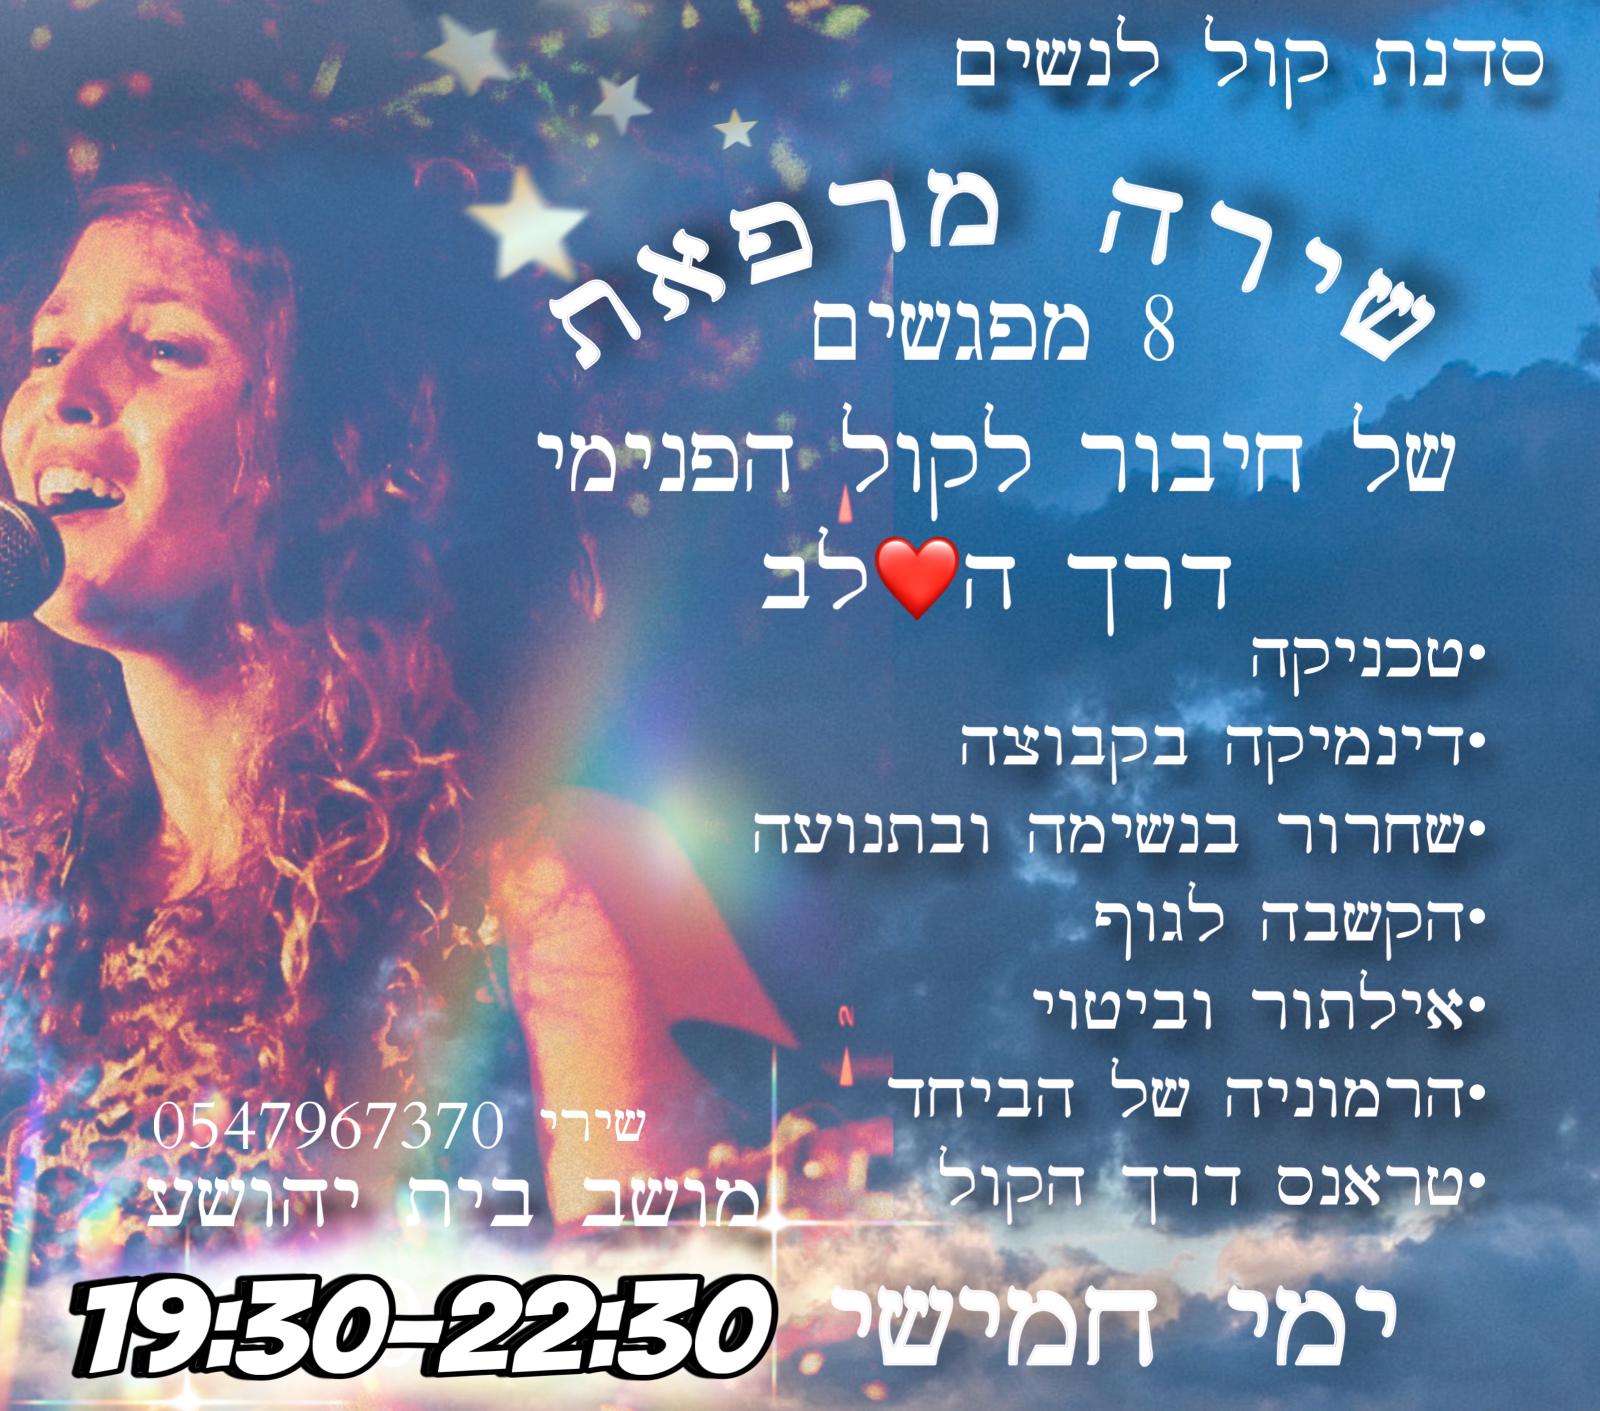 סדנת קול לנשים
שירה מרפאת
8 מפגשים
של חיבור לקול הפנימי
דרך ה❤️לב
•טכניקה
•דינמיקה בקבוצה
•שחרור בנשימה ובתנועה
•הקשבה לגוף
•אילתור וביטוי
•הרמוניה של הביחד
•טראנס דרך הקול
שירי 0547967370
מושב בית יהושע
ימי חמישי 19:30-22:30